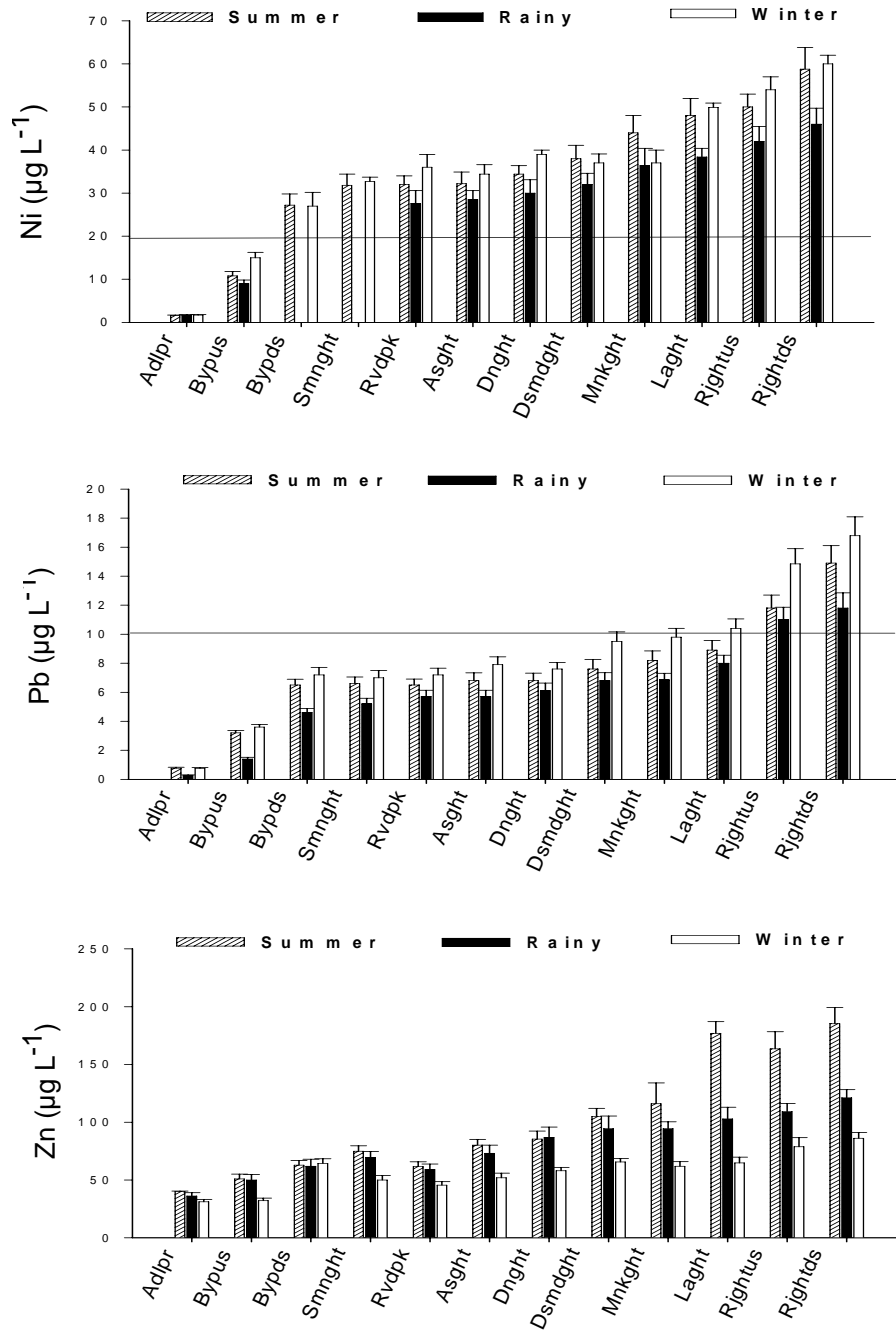 Summer Rainy Winter
Ni (µg L⁻¹)
70
60
50
40
30
20
10
0
Adlpr
Bypus
Bypds
Smnght
Rvdpk
Asght
Dnght
Dsmdght
Mnkght
Laght
Rjghtus
Rjghtds
Summer Rainy Winter
Pb (µg L⁻¹)
20
18
16
14
12
10
8
6
4
2
0
Adlpr
Bypus
Bypds
Smnght
Rvdpk
Asght
Dnght
Dsmdght
Mnkght
Laght
Rjghtus
Rjghtds
Summer Rainy Winter
Zn (µg L⁻¹)
250
200
150
100
50
0
Adlpr
Bypus
Bypds
Smnght
Rvdpk
Asght
Dnght
Dsmdght
Mnkght
Laght
Rjghtus
Rjghtds